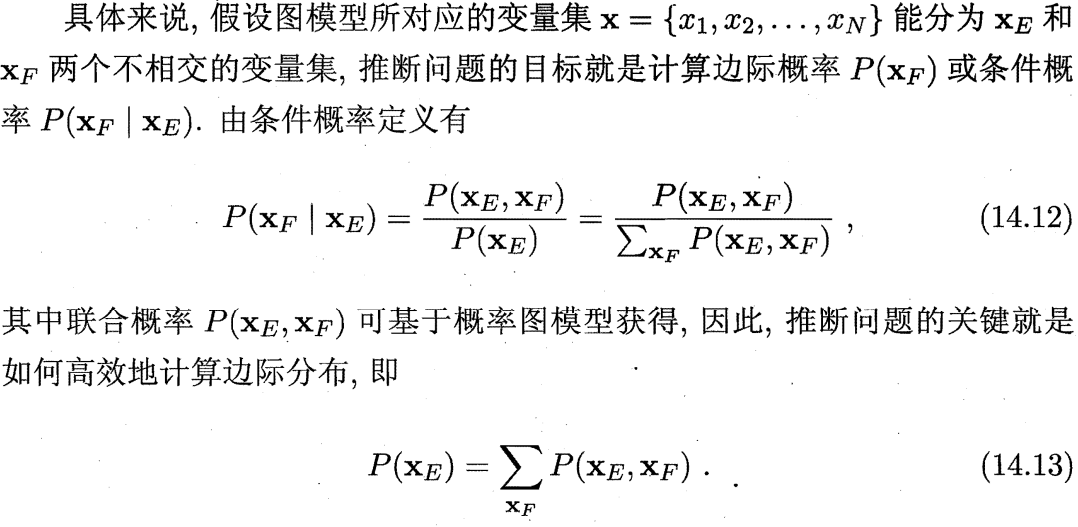 具体来说, 假设图模型所对应的变量集 $\mathbf{x} = \{x_1, x_2, \ldots, x_N\}$ 能分为 $\mathbf{x}_E$ 和
$\mathbf{x}_F$ 两个不相交的变量集, 推断问题的目标就是计算边际概率 $P(\mathbf{x}_F)$ 或条件概
率 $P(\mathbf{x}_F \mid \mathbf{x}_E)$. 由条件概率定义有
$P(\mathbf{x}_F \mid \mathbf{x}_E) = \frac{P(\mathbf{x}_E, \mathbf{x}_F)}{P(\mathbf{x}_E)} = \frac{P(\mathbf{x}_E, \mathbf{x}_F)}{\sum_{\mathbf{x}_F} P(\mathbf{x}_E, \mathbf{x}_F)}$ , (14.12)
其中联合概率 $P(\mathbf{x}_E, \mathbf{x}_F)$ 可基于概率图模型获得, 因此, 推断问题的关键就是
如何高效地计算边际分布, 即
$P(\mathbf{x}_E) = \sum_{\mathbf{x}_F} P(\mathbf{x}_E, \mathbf{x}_F)$ . (14.13)